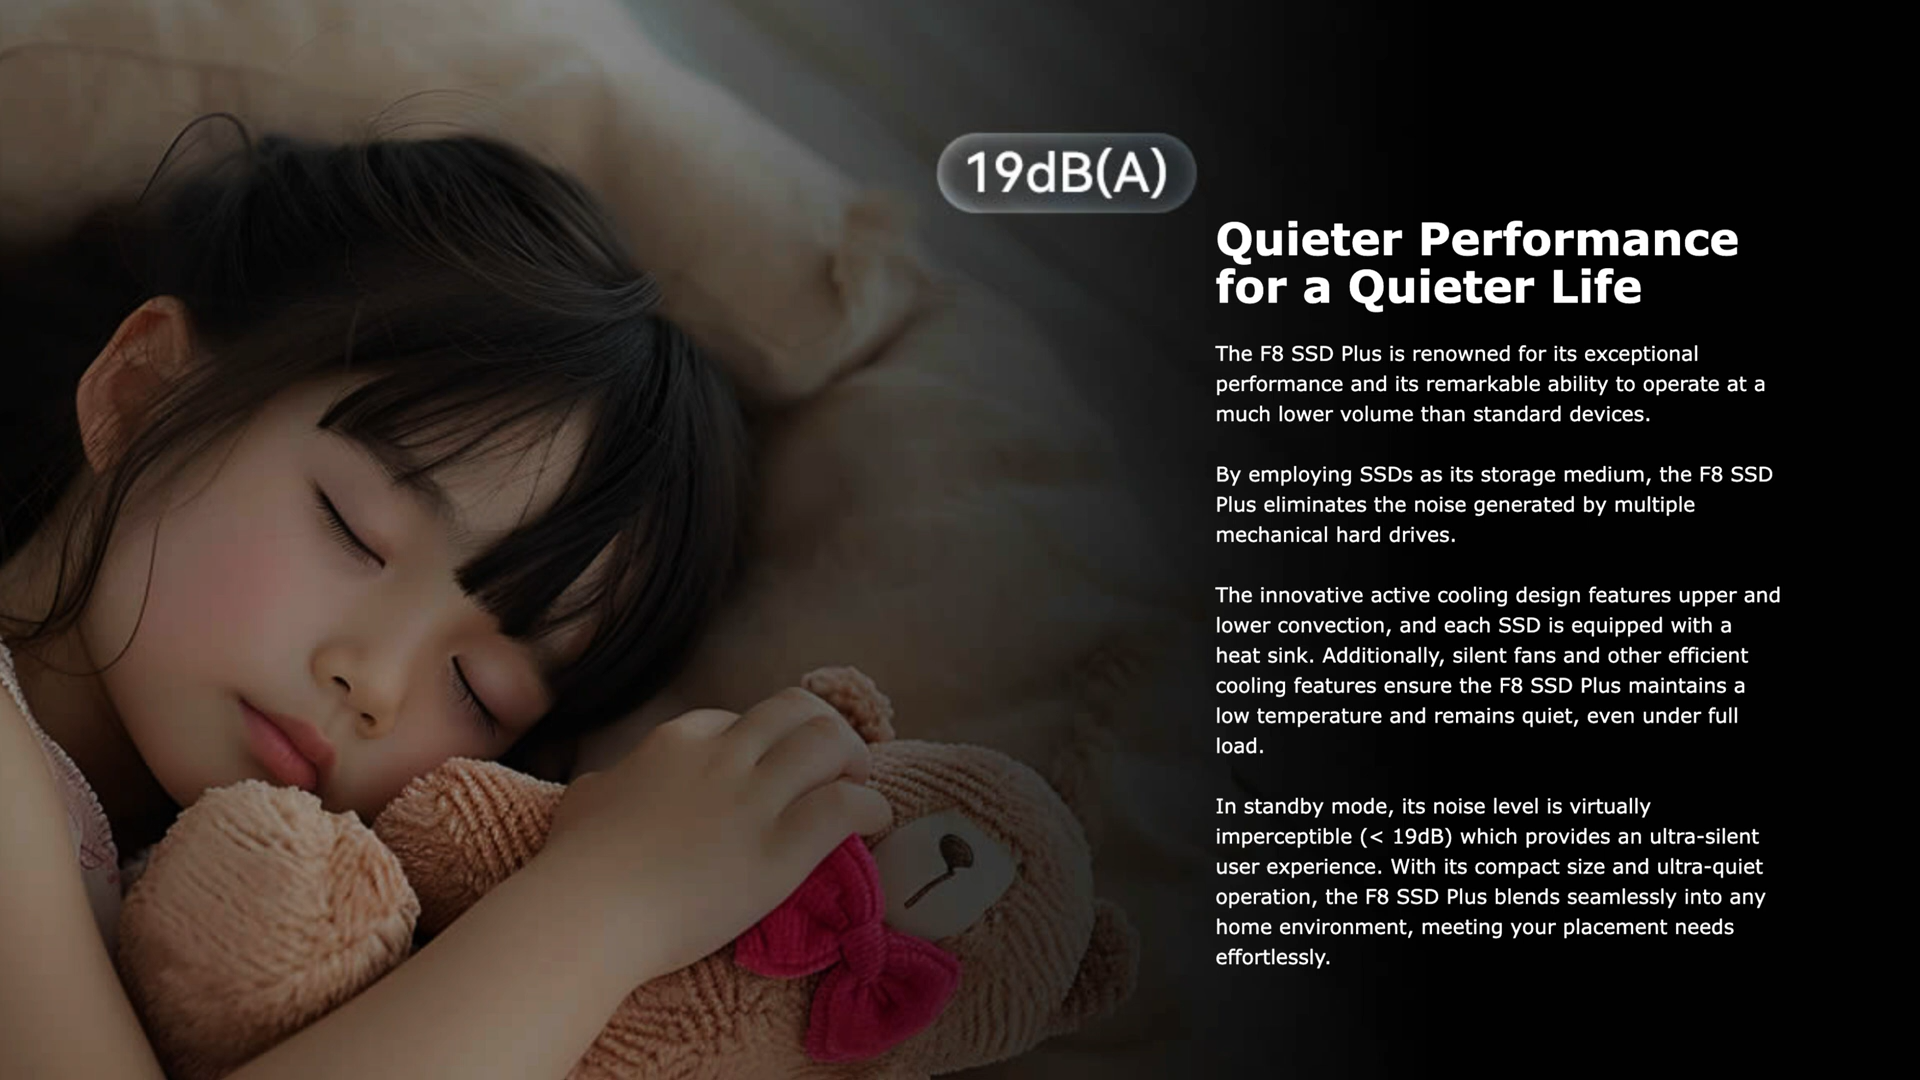 19dB(A)
Quieter Performance
for a Quieter Life
The F8 SSD Plus is renowned for its exceptional
performance and its remarkable ability to operate at a
much lower volume than standard devices.
By employing SSDs as its storage medium, the F8 SSD
Plus eliminates the noise generated by multiple
mechanical hard drives.
The innovative active cooling design features upper and
lower convection, and each SSD is equipped with a
heat sink. Additionally, silent fans and other efficient
cooling features ensure the F8 SSD Plus maintains a
low temperature and remains quiet, even under full
load.
In standby mode, its noise level is virtually
imperceptible (< 19dB) which provides an ultra-silent
user experience. With its compact size and ultra-quiet
operation, the F8 SSD Plus blends seamlessly into any
home environment, meeting your placement needs
effortlessly.